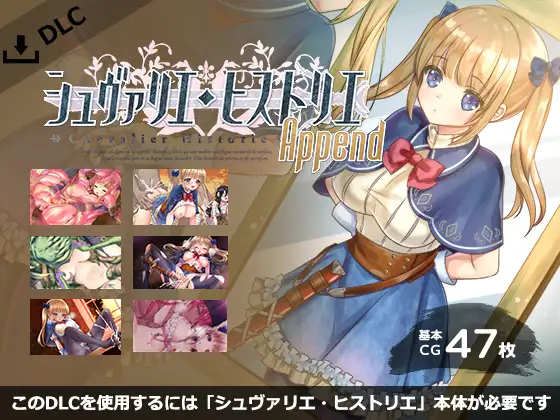 DLC
シュヴァリエ・ヒストリエ
Chevalier Historie
Append
基本
CG 47枚
このDLCを使用するには「シュヴァリエ・ヒストリエ」本体が必要です